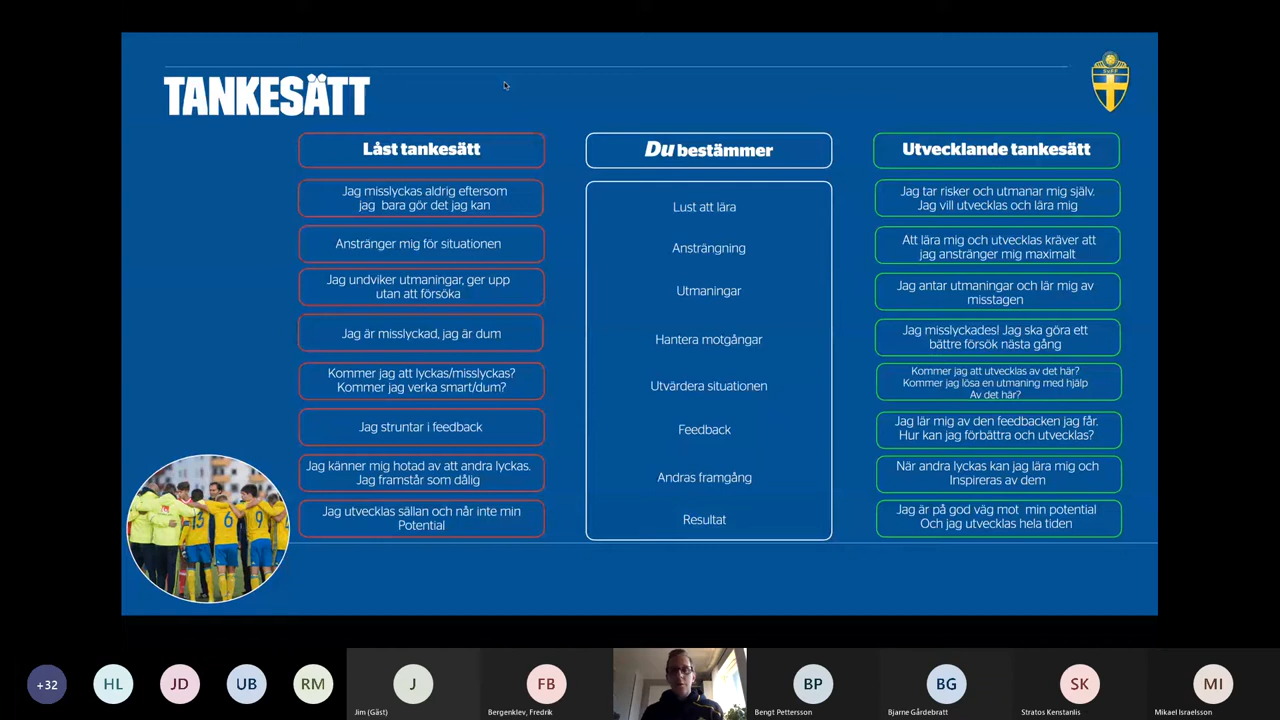 TANKESÄTT
SvFF
Låst tankesätt
Du bestämmer
Utvecklande tankesätt
Jag misslyckas aldrig eftersom
jag bara gör det jag kan
Lust att lära
Jag tar risker och utmanar mig själv.
Jag vill utvecklas och lära mig
Anstränger mig för situationen
Ansträngning
Att lära mig och utvecklas kräver att
jag anstränger mig maximalt
Jag undviker utmaningar, ger upp
utan att försöka
Utmaningar
Jag antar utmaningar och lär mig av
misstagen
Jag är misslyckad, jag är dum
Hantera motgångar
Jag misslyckades! Jag ska göra ett
bättre försök nästa gång
Kommer jag att lyckas/misslyckas?
Kommer jag verka smart/dum?
Utvärdera situationen
Kommer jag att utvecklas av det här?
Kommer jag lösa en utmaning med hjälp
Av det här?
Jag struntar i feedback
Feedback
Jag lär mig av den feedbacken jag får.
Hur kan jag förbättra och utvecklas?
Jag känner mig hotad av att andra lyckas.
Jag framstår som dålig
Andras framgång
När andra lyckas kan jag lära mig och
Inspireras av dem
Jag utvecklas sällan och når inte min
Potential
Resultat
Jag är på god väg mot min potential
Och jag utvecklas hela tiden
13
6
9
+32
HL
JD
UB
RM
J
Jim (Gäst)
FB
Bergenklev, Fredrik
BP
Bengt Pettersson
BG
Bjarne Gårdebratt
SK
Stratos Kenstanlis
MI
Mikael Israelsson